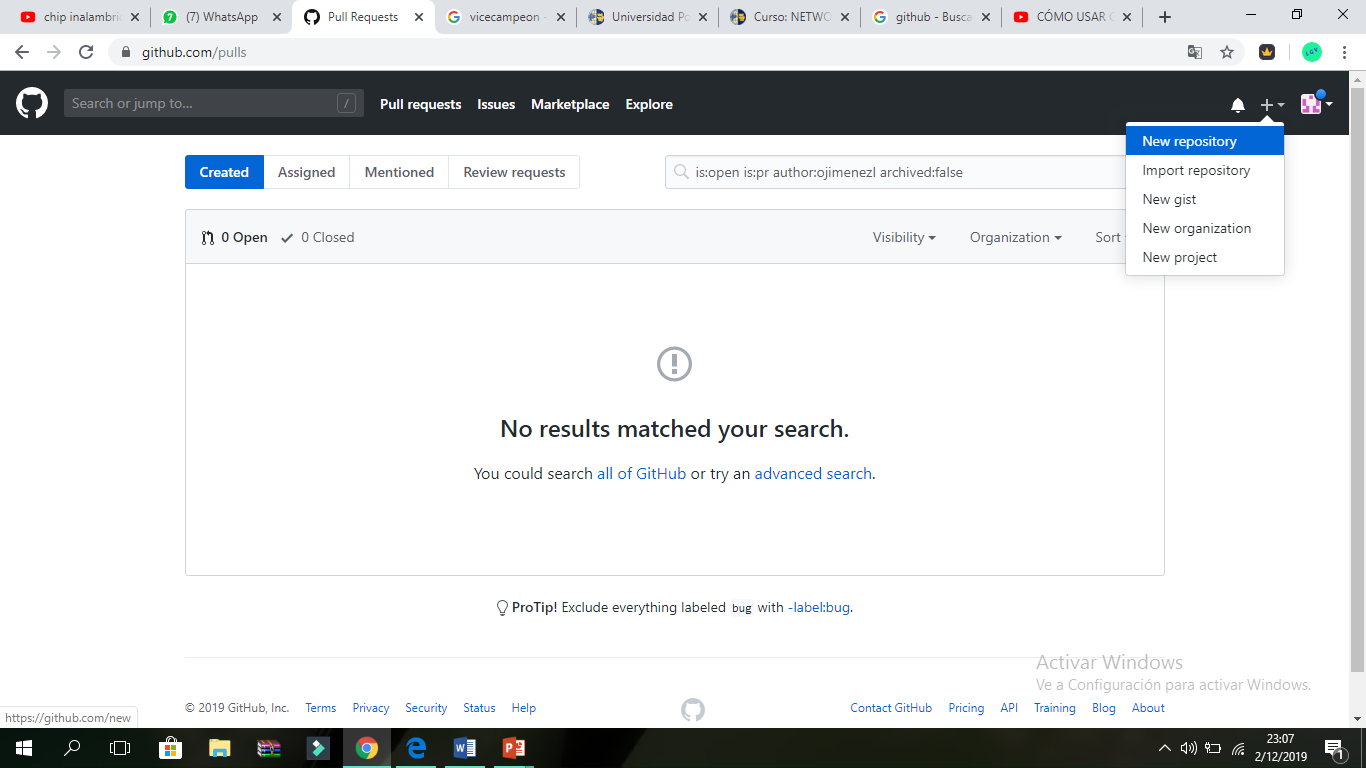 chip inalambric
(7) WhatsApp
Pull Requests
vicecampeon -
Universidad Po
Curso: NETWO
github - Busca
CÓMO USAR G
github.com/pulls
Search or jump to...
/
Pull requests
Issues
Marketplace
Explore
New repository
Import repository
New gist
New organization
New project
Created
Assigned
Mentioned
Review requests
is:open is:pr author:ojimenezl archived:false
0 Open
0 Closed
Visibility
Organization
Sort
No results matched your search.
You could search all of GitHub or try an advanced search.
ProTip! Exclude everything labeled bug with -label:bug.
Activar Windows
Ve a Configuración para activar Windows.
© 2019 GitHub, Inc.
Terms
Privacy
Security
Status
Help
Contact GitHub
Pricing
API
Training
Blog
About
https://github.com/new
23:07
2/12/2019
1